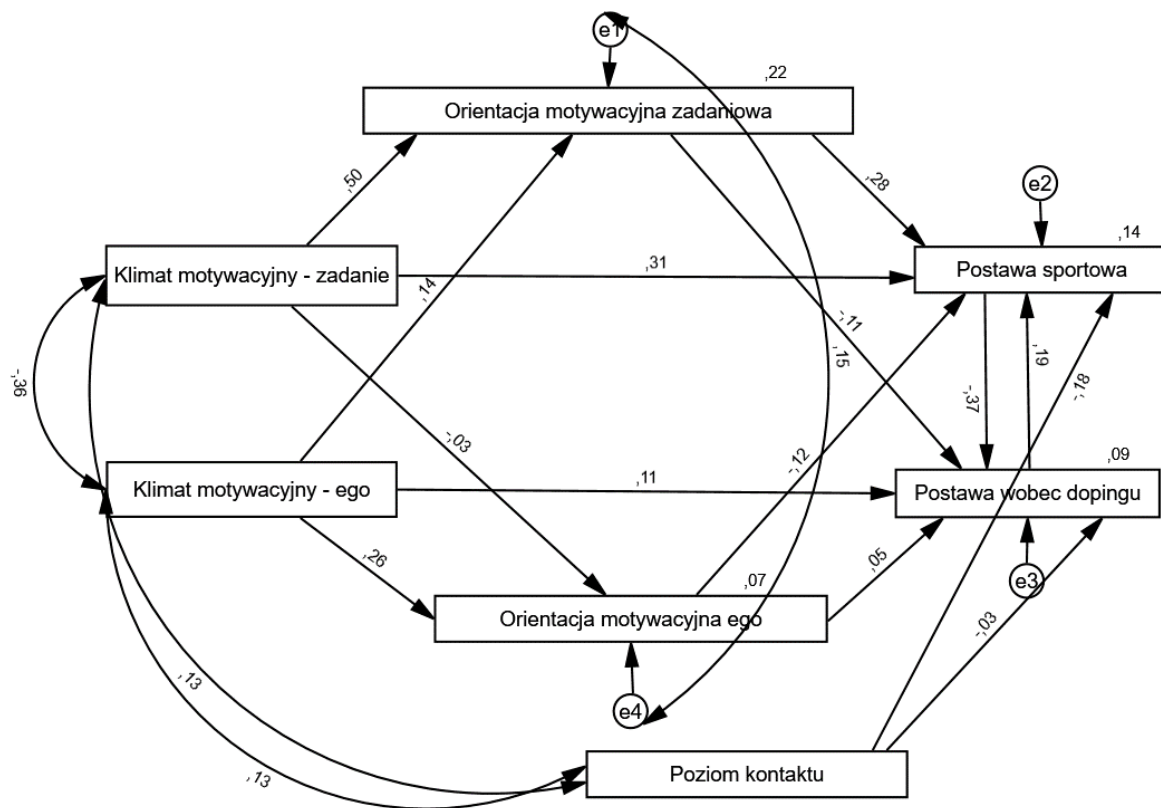 e1
,22
Orientacja motywacyjna zadaniowa
,50
,28
e2
,14
Klimat motywacyjny - zadanie
,31
Postawa sportowa
,14
-,11
,15
,19
-,18
-,36
-,37
-,03
-,12
,09
Klimat motywacyjny - ego
,11
Postawa wobec dopingu
,26
,05
,07
e3
Orientacja motywacyjna ego
-,03
,13
e4
,13
Poziom kontaktu